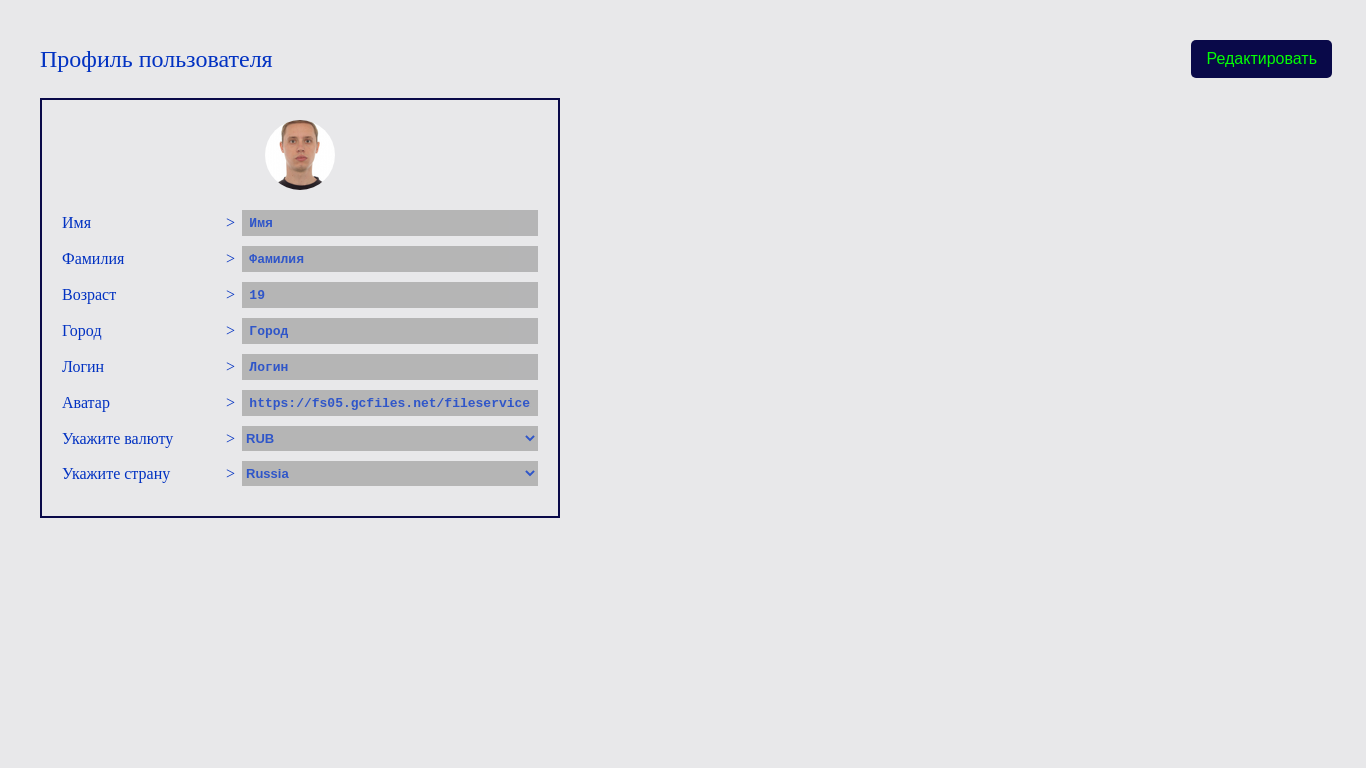 Профиль пользователя
Редактировать
Имя > Имя
Фамилия > Фамилия
Возраст > 19
Город > Город
Логин > Логин
Аватар > https://fs05.gcfiles.net/fileservice
Укажите валюту > RUB
Укажите страну > Russia